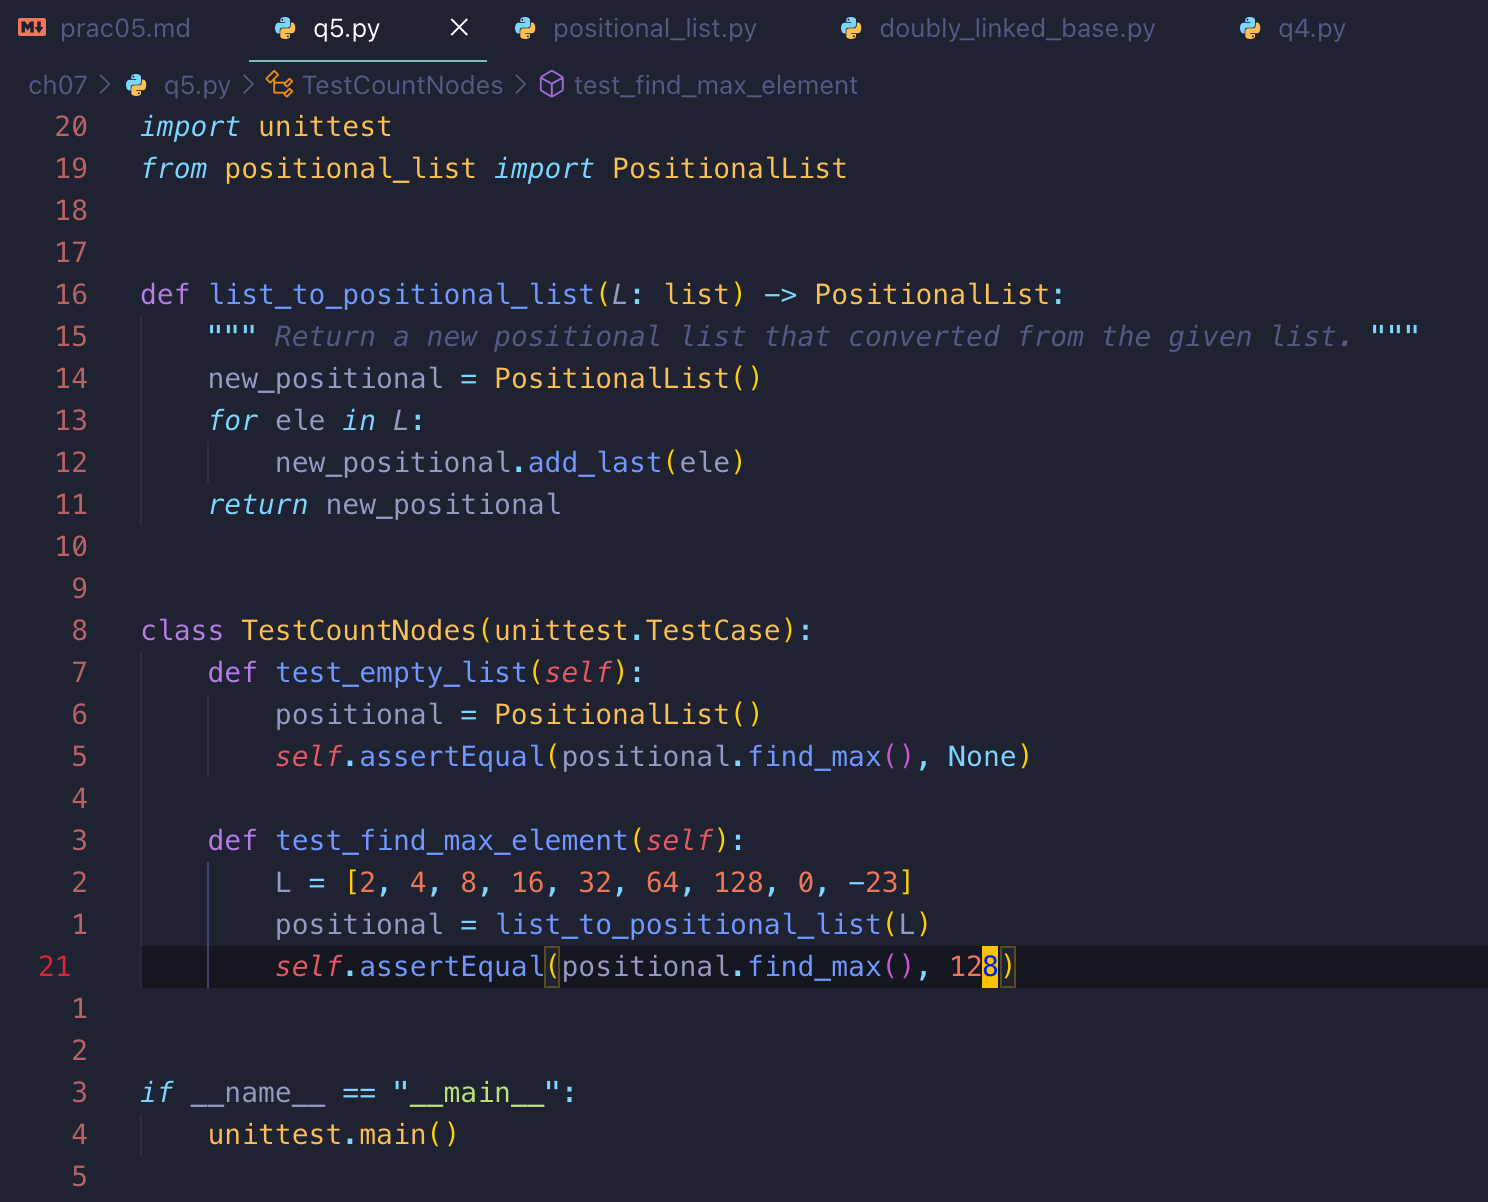 prac05.md q5.py positional_list.py doubly_linked_base.py q4.py
ch07 > q5.py > TestCountNodes > test_find_max_element
20 import unittest
19 from positional_list import PositionalList
18
17
16 def list_to_positional_list(L: list) -> PositionalList:
15 """ Return a new positional list that converted from the given list. """
14 new_positional = PositionalList()
13 for ele in L:
12 new_positional.add_last(ele)
11 return new_positional
10
9
8 class TestCountNodes(unittest.TestCase):
7 def test_empty_list(self):
6 positional = PositionalList()
5 self.assertEqual(positional.find_max(), None)
4
3 def test_find_max_element(self):
2 L = [2, 4, 8, 16, 32, 64, 128, 0, -23]
1 positional = list_to_positional_list(L)
21 self.assertEqual(positional.find_max(), 128)
1
2
3 if __name__ == "__main__":
4 unittest.main()
5